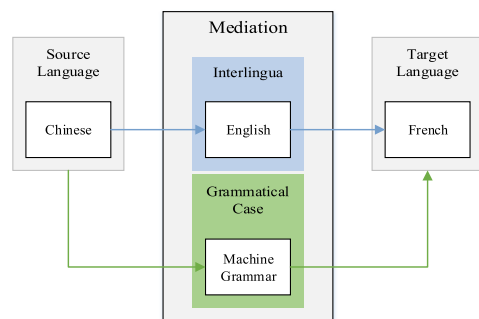 Mediation
Source
Language
Chinese
Interlingua
English
Target
Language
French
Grammatical
Case
Machine
Grammar